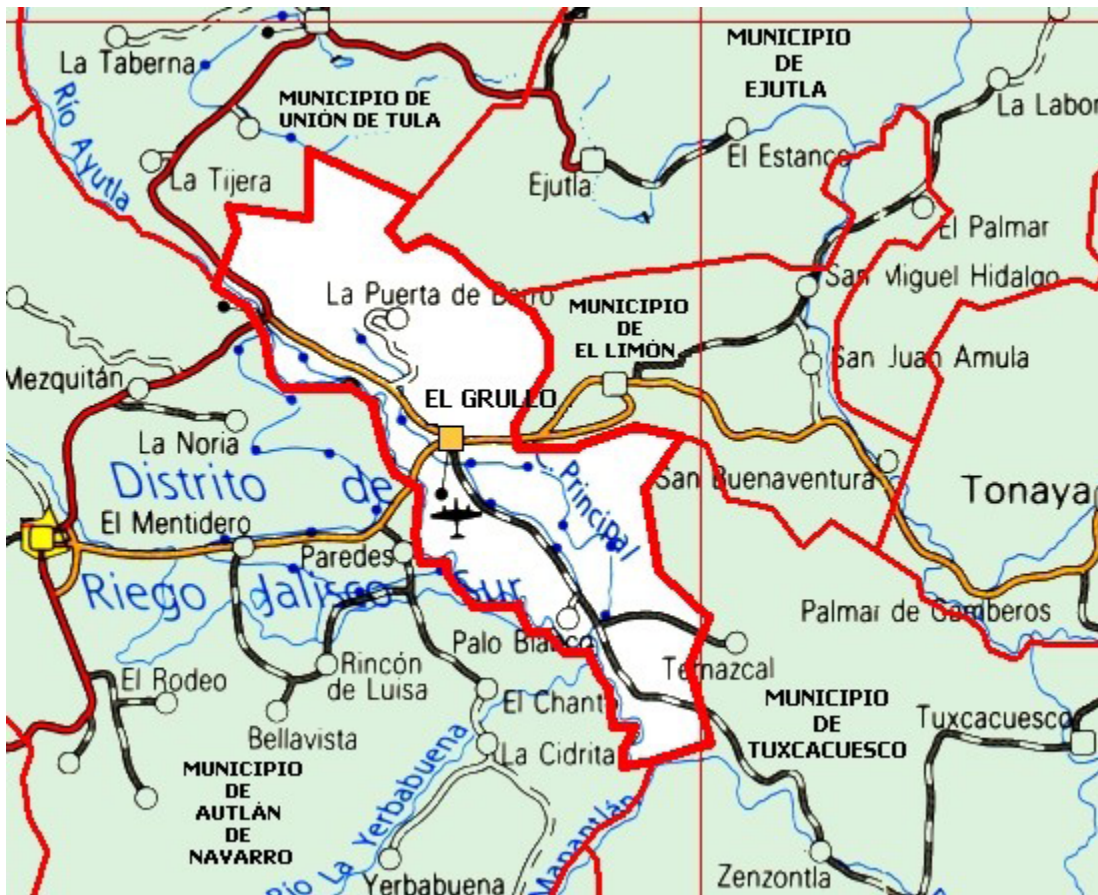 La Taberna
Río Ayutla
MUNICIPIO DE
UNIÓN DE TULA
La Tijera
MUNICIPIO
DE
EJUTLA
La Labor
El Estanco
Ejutla
El Palmar
San Miguel Hidalgo
La Puerta de Barro
MUNICIPIO
DE
EL LIMÓN
San Juan Amula
Mezquitán
La Noria
EL GRULLO
C. Principal
San Buenaventura
Tonaya
Distrito de
Riego Jalisco Sur
El Mentidero
Paredes
Palmar de Gamberos
Palo Blanco
Temazcal
El Rodeo
Rincón
de Luisa
Bellavista
El Chante
La Cidrita
MUNICIPIO
DE
TUXCACUESCO
Tuxcacuesco
MUNICIPIO
DE
AUTLÁN
DE
NAVARRO
Río La Yerbabuena
Manantlán
Yerbabuena
Zenzontla